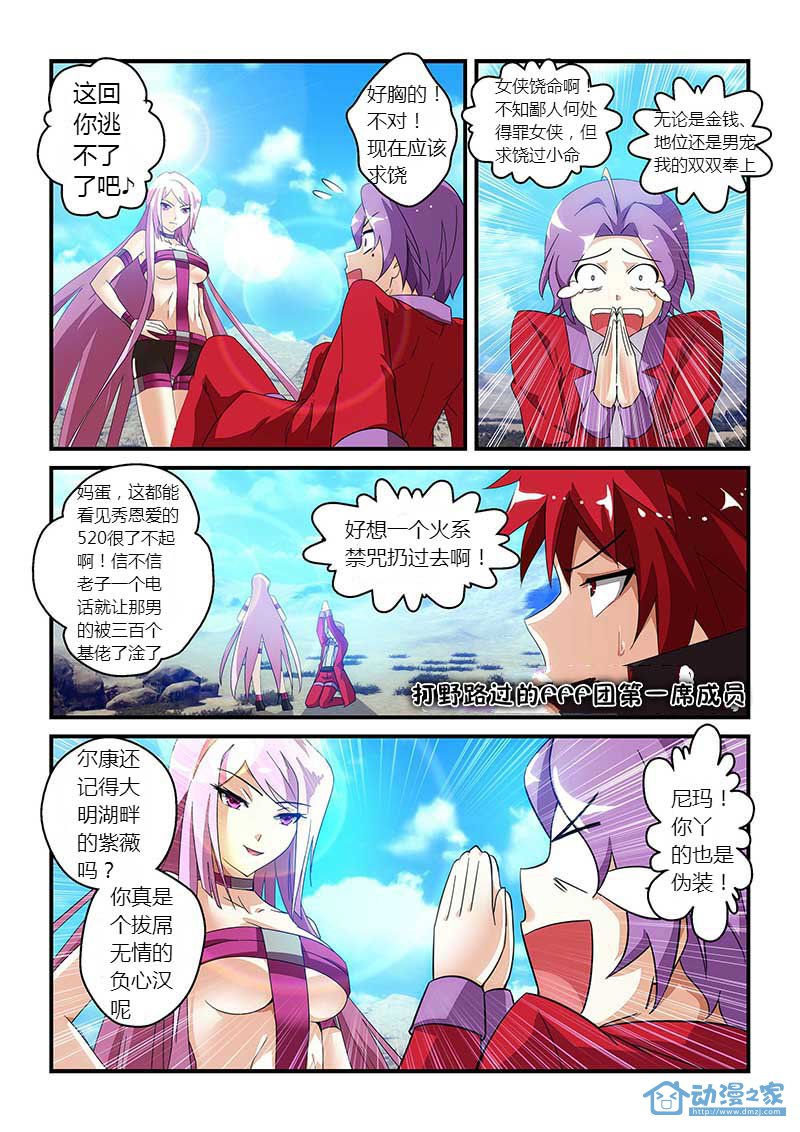 这回
你逃
不了
了吧♪
好胸的！
不对！
现在应该
求饶
女侠饶命啊！
不知鄙人何处
得罪女侠，但
求饶过小命
无论是金钱、
地位还是男宠
我的双双奉上
妈蛋，这都能
看见秀恩爱的
520很了不起
啊！信不信
老子一个电
话就让那男
的被三百个
基佬了淦了
好想一个火系
禁咒扔过去啊！
打野路过的FFF团第一席成员
尔康还
记得大
明湖畔
的紫薇
吗？
你真是
个拔屌
无情的
负心汉
呢
尼玛！
你丫
的也是
伪装！
动漫之家
http://www.dmzj.com